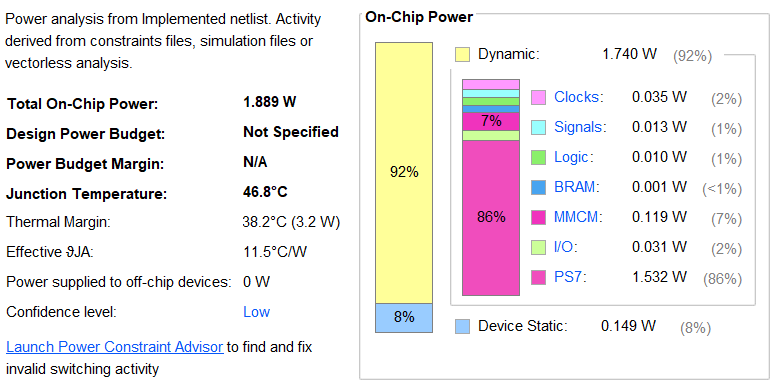 Power analysis from Implemented netlist. Activity
derived from constraints files, simulation files or
vectorless analysis.
Total On-Chip Power: 1.889 W
Design Power Budget: Not Specified
Power Budget Margin: N/A
Junction Temperature: 46.8°C
Thermal Margin: 38.2°C (3.2 W)
Effective ϑJA: 11.5°C/W
Power supplied to off-chip devices: 0 W
Confidence level: Low
Launch Power Constraint Advisor to find and fix
invalid switching activity
On-Chip Power
92%
8%
Dynamic: 1.740 W (92%)
7%
86%
Clocks: 0.035 W (2%)
Signals: 0.013 W (1%)
Logic: 0.010 W (1%)
BRAM: 0.001 W (<1%)
MMCM: 0.119 W (7%)
I/O: 0.031 W (2%)
PS7: 1.532 W (86%)
Device Static: 0.149 W (8%)